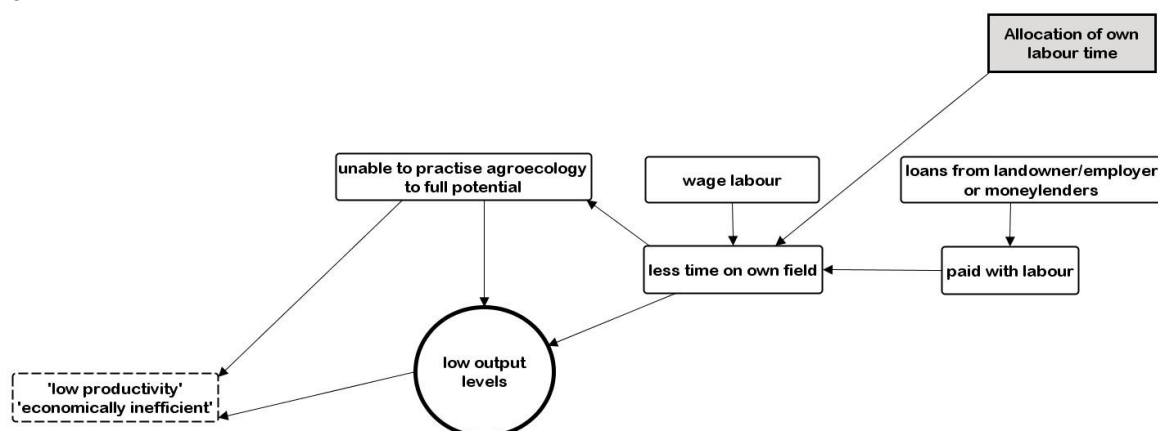 Allocation of own
labour time
unable to practise agroecology
to full potential
wage labour
loans from landowner/employer
or moneylenders
less time on own field
paid with labour
low output
levels
'low productivity'
'economically inefficient'